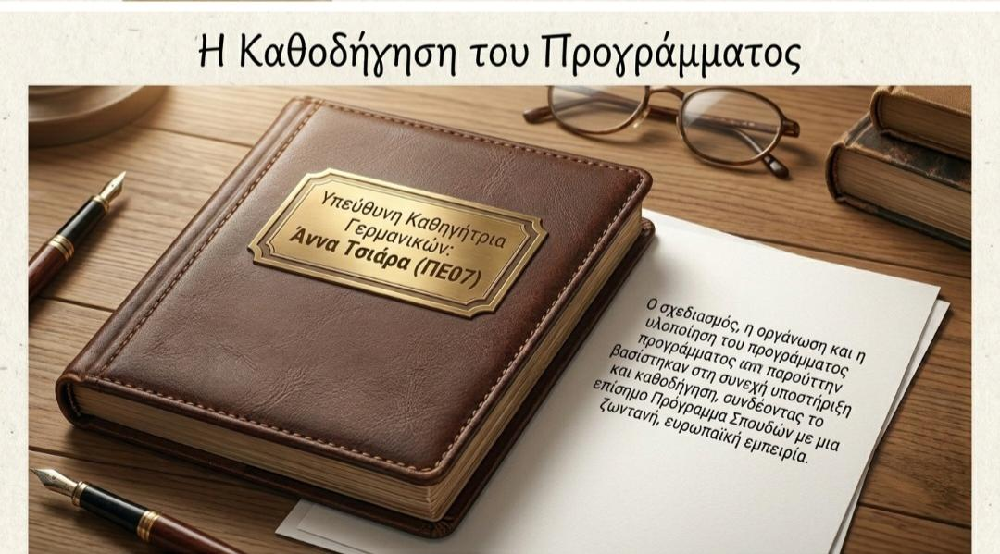 Η Καθοδήγηση του Προγράμματος
Υπεύθυνη Καθηγήτρια
Γερμανικών:
Άννα Τσιάρα (ΠΕ07)
Ο σχεδιασμός, η οργάνωση και η
υλοποίηση του προγράμματος
προγράμματος παρούττην
βασίστηκαν στη συνεχή υποστήριξη
και καθοδήγηση, συνδέοντας το
επίσημο Πρόγραμμα Σπουδών με μια
ζωντανή, ευρωπαϊκή εμπειρία.